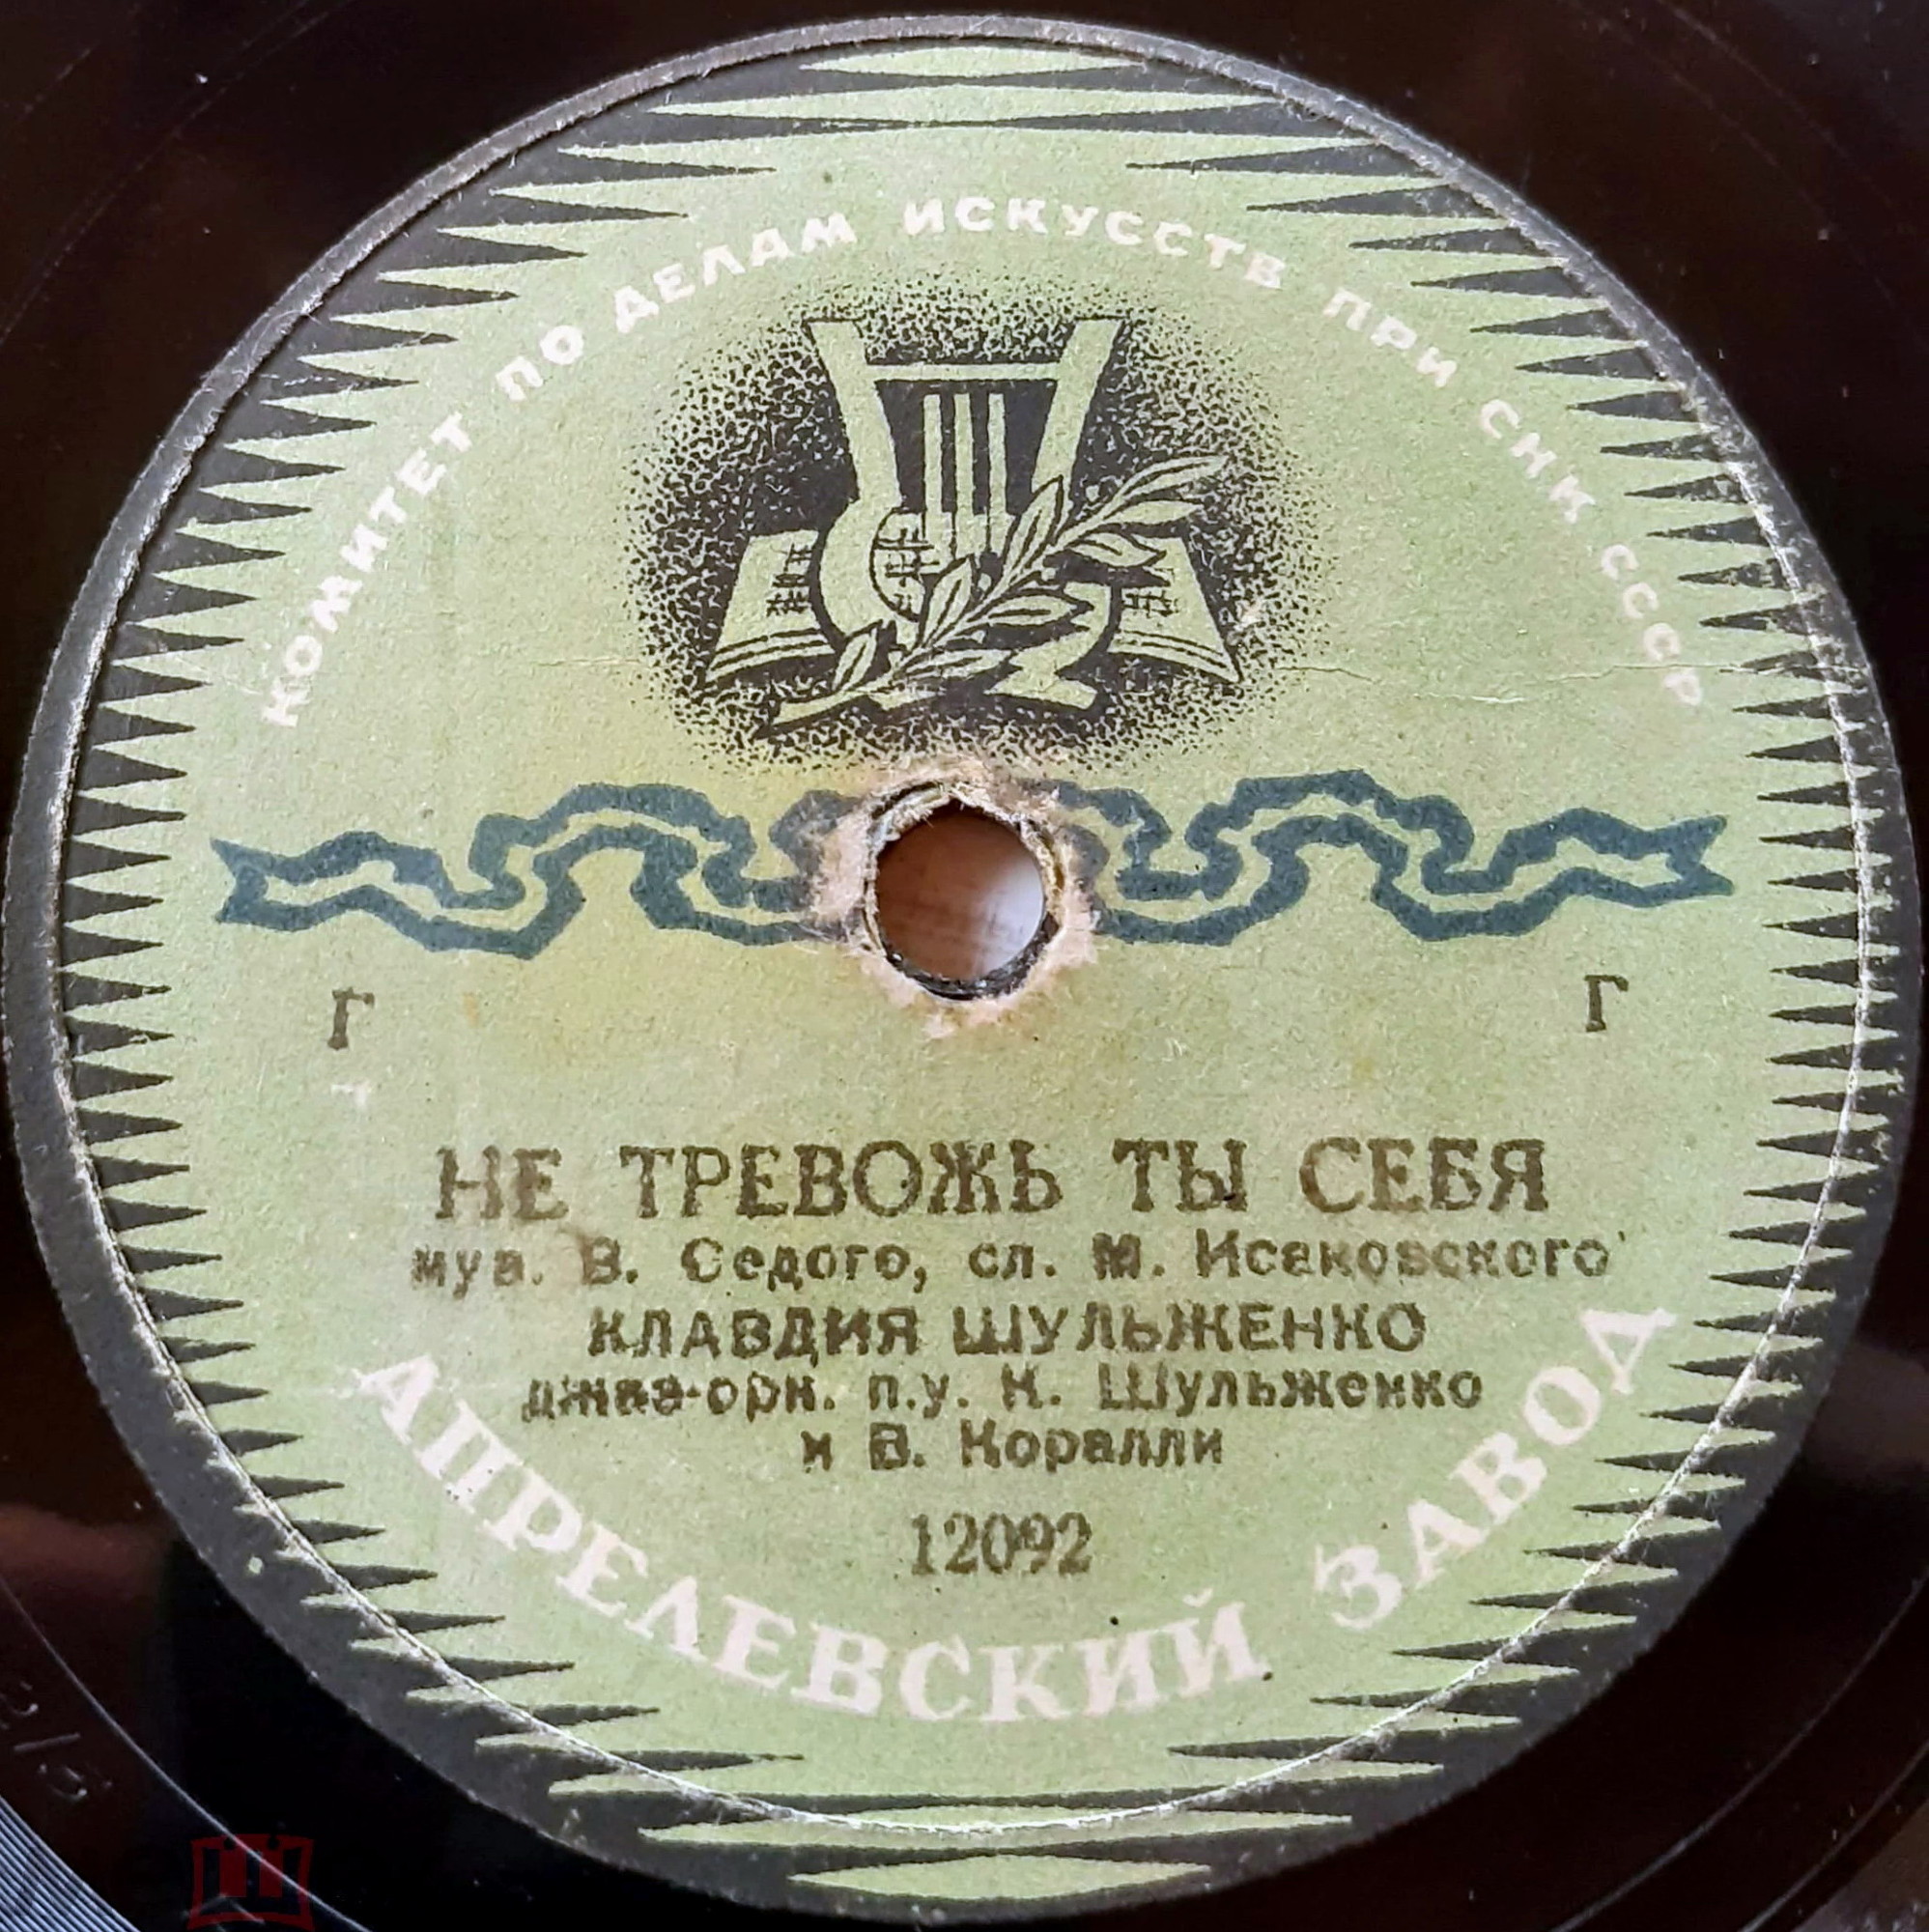 КОМИТЕТ ПО ДЕЛАМ ИСКУССТВ ПРИ СНК СССР
Г Г
НЕ ТРЕВОЖЬ ТЫ СЕБЯ
муз. В. Седого, сл. М. Исаковского
КЛАВДИЯ ШУЛЬЖЕНКО
джаз-орк. п.у. К. Шульженко
и В. Коралли
12092
АПРЕЛЕВСКИЙ ЗАВОД